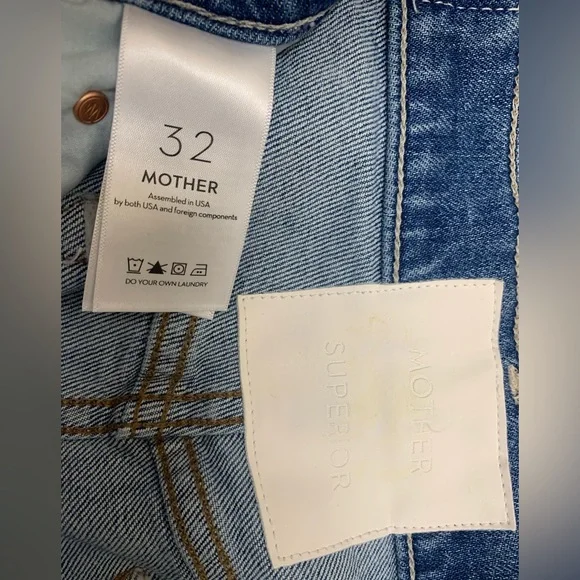 32
MOTHER
Assembled in USA
by both USA and foreign components
DO YOUR OWN LAUNDRY
MOTHER
SUPERIOR